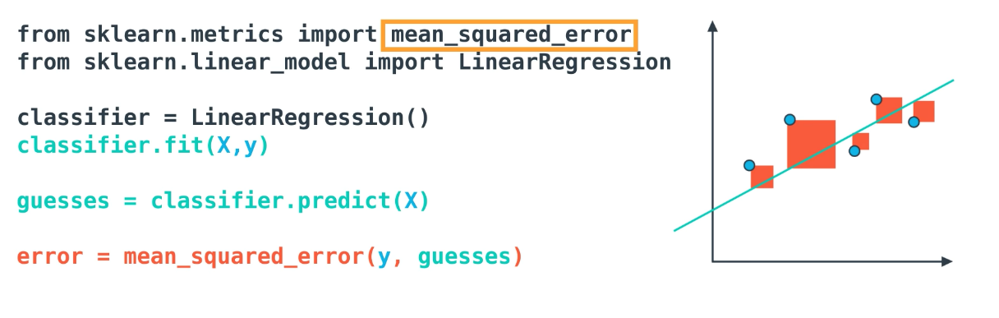 from sklearn.metrics import mean_squared_error
from sklearn.linear_model import LinearRegression
classifier = LinearRegression()
classifier.fit(X,y)
guesses = classifier.predict(X)
error = mean_squared_error(y, guesses)